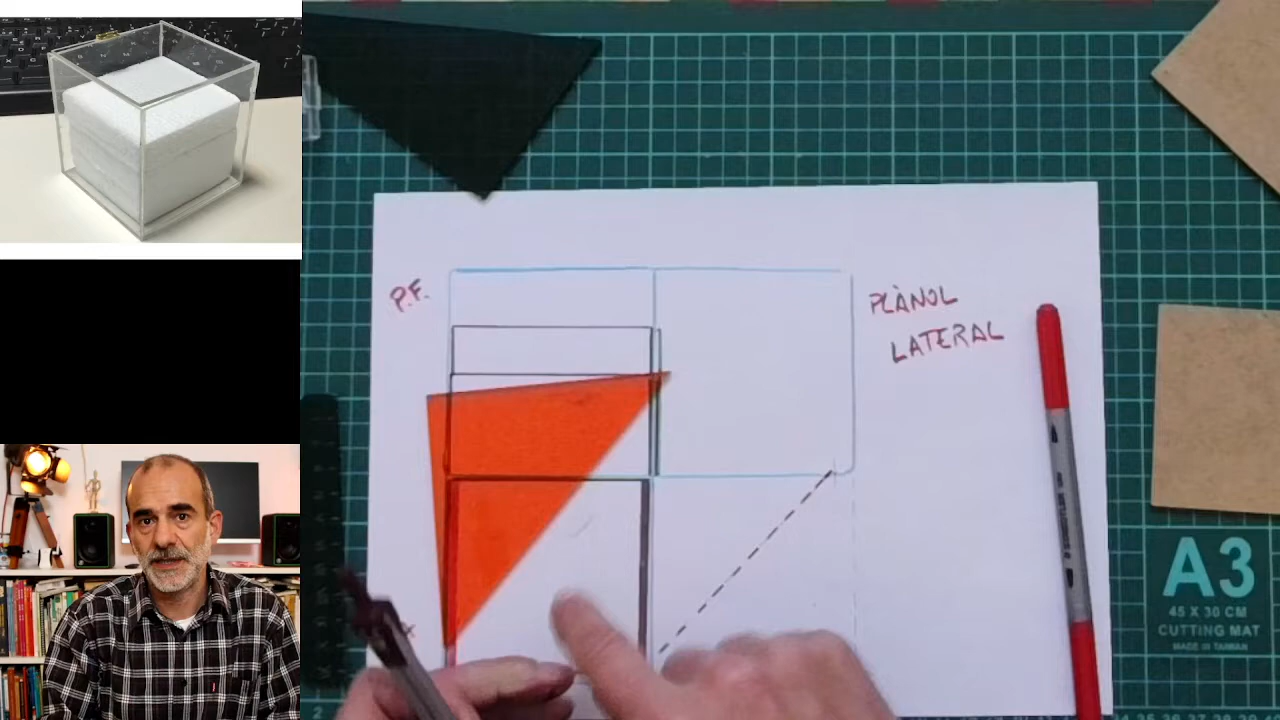 P.F.
PLÀNOL
LATERAL
A3
45 X 30 CM
CUTTING MAT
MADE IN TAIWAN